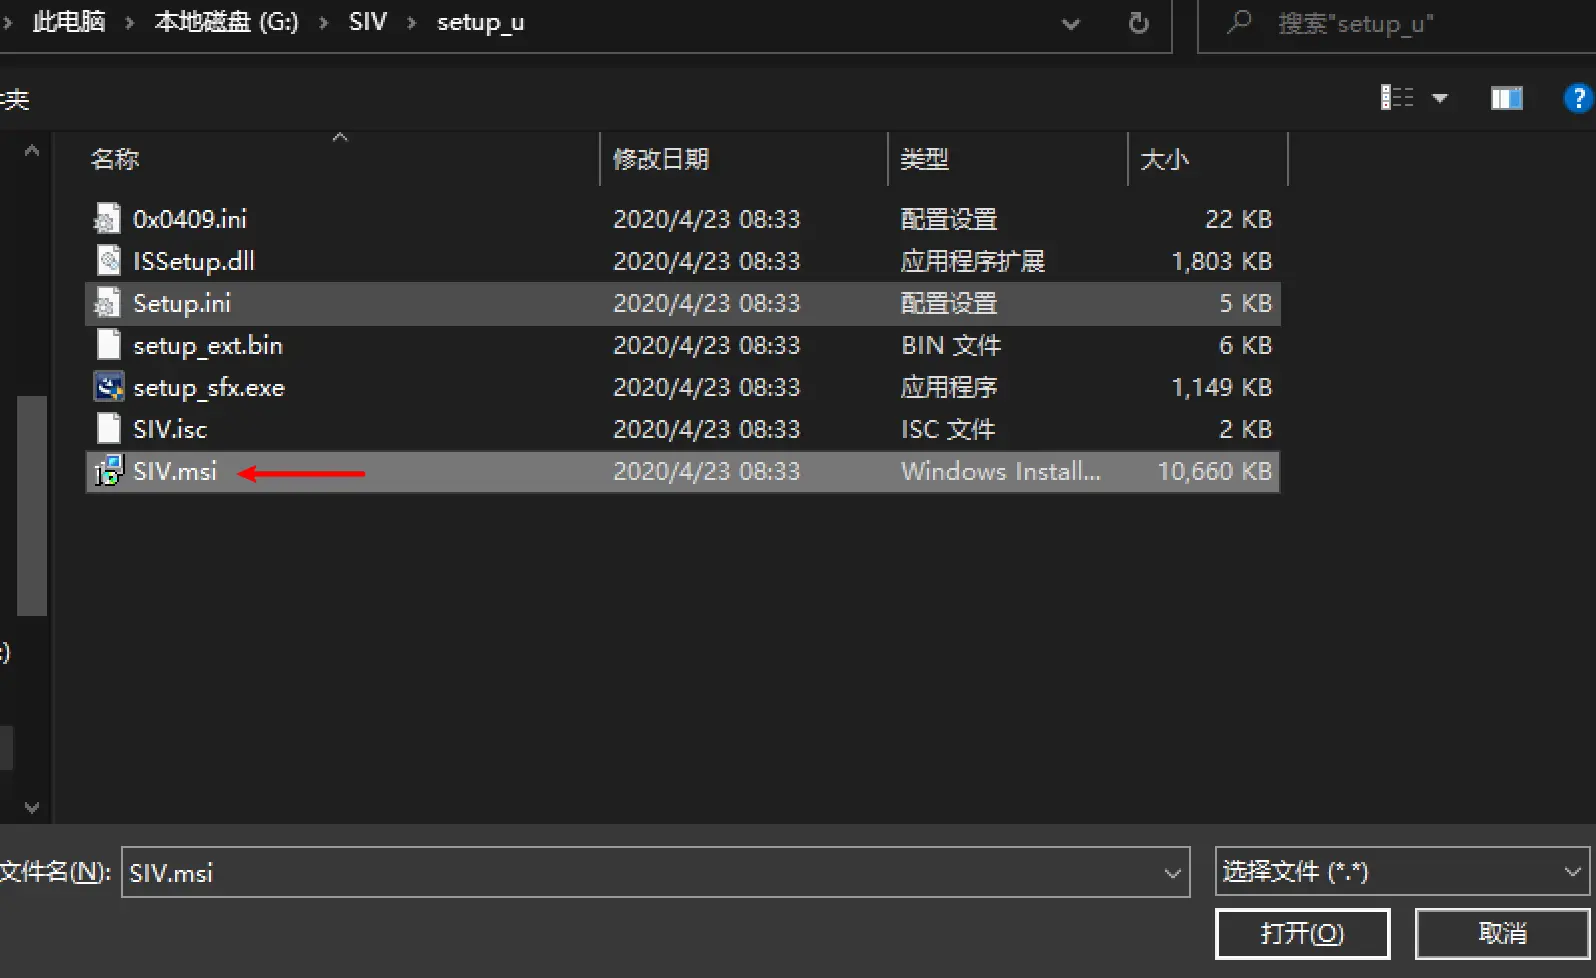 此电脑 › 本地磁盘 (G:) › SIV › setup_u
搜索"setup_u"
夹
名称 修改日期 类型 大小
0x0409.ini 2020/4/23 08:33 配置设置 22 KB
ISSetup.dll 2020/4/23 08:33 应用程序扩展 1,803 KB
Setup.ini 2020/4/23 08:33 配置设置 5 KB
setup_ext.bin 2020/4/23 08:33 BIN 文件 6 KB
setup_sfx.exe 2020/4/23 08:33 应用程序 1,149 KB
SIV.isc 2020/4/23 08:33 ISC 文件 2 KB
SIV.msi 2020/4/23 08:33 Windows Install... 10,660 KB
:)
文件名(N): SIV.msi 选择文件 (*.*)
打开(O) 取消